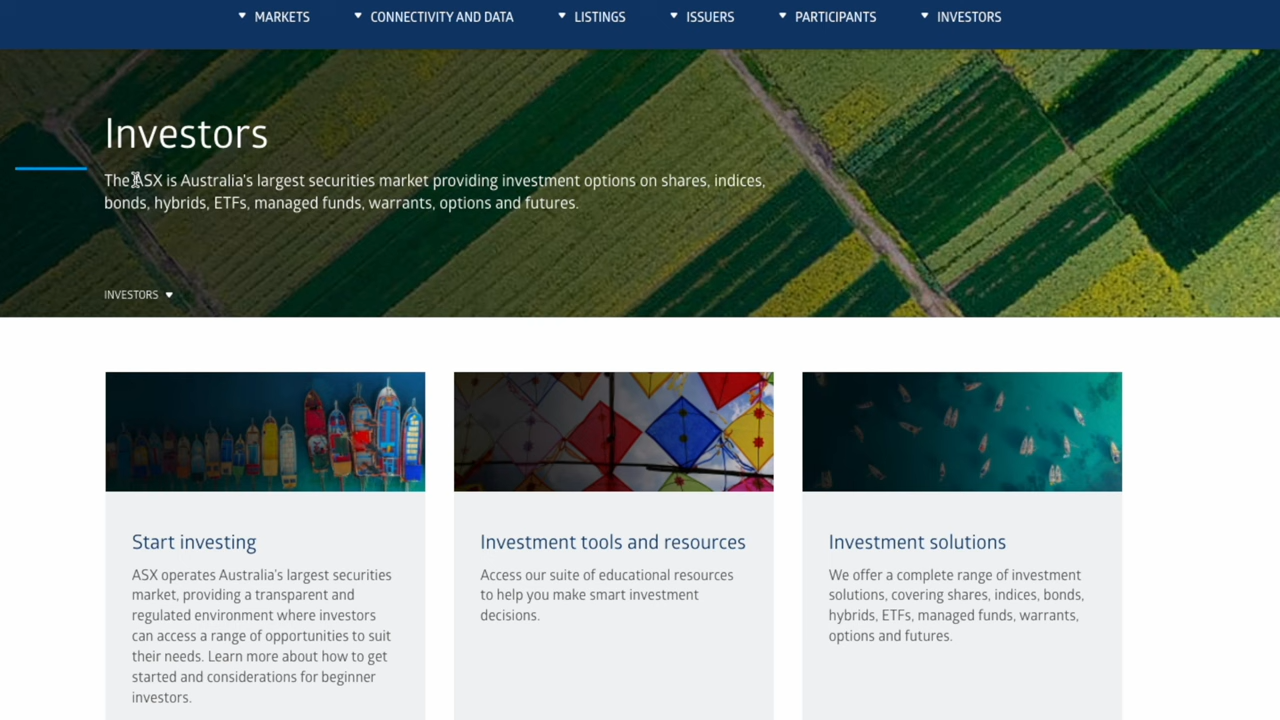 MARKETS CONNECTIVITY AND DATA LISTINGS ISSUERS PARTICIPANTS INVESTORS
Investors
The ASX is Australia's largest securities market providing investment options on shares, indices,
bonds, hybrids, ETFs, managed funds, warrants, options and futures.
INVESTORS
Start investing
ASX operates Australia's largest securities
market, providing a transparent and
regulated environment where investors
can access a range of opportunities to suit
their needs. Learn more about how to get
started and considerations for beginner
investors.
Investment tools and resources
Access our suite of educational resources
to help you make smart investment
decisions.
Investment solutions
We offer a complete range of investment
solutions, covering shares, indices, bonds,
hybrids, ETFs, managed funds, warrants,
options and futures.